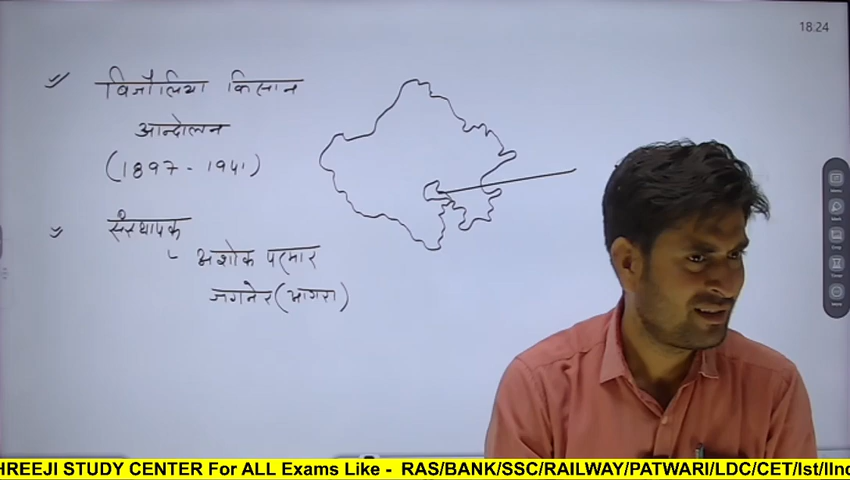 18:24
बिजौलिया किसान
आन्दोलन
(1897 - 1941)
संस्थापक
- अशोक परमार
जगनेर (आगरा)
HREEJI STUDY CENTER For ALL Exams Like - RAS/BANK/SSC/RAILWAY/PATWARI/LDC/CET/Ist/IInd